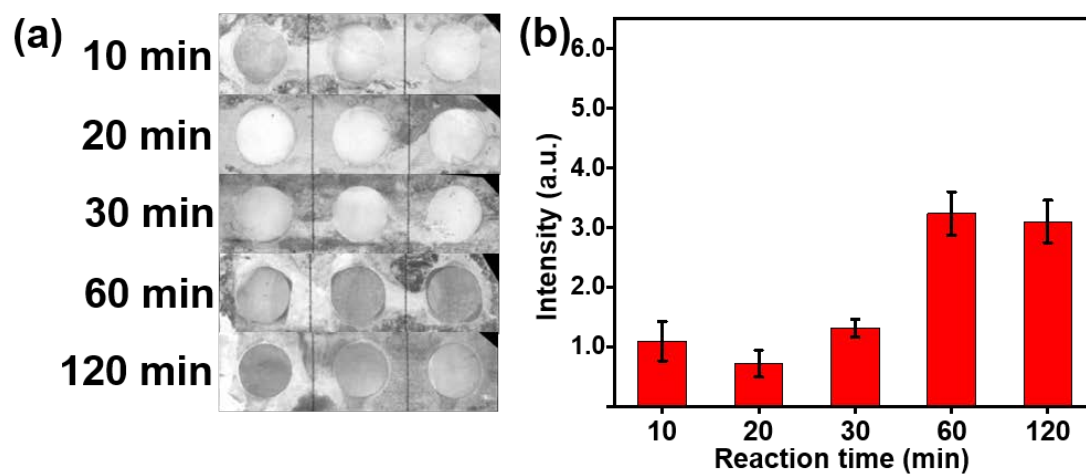 (a)
10 min
20 min
30 min
60 min
120 min
(b)
6.0
5.0
4.0
3.0
2.0
1.0
Intensity (a.u.)
10 20 30 60 120
Reaction time (min)